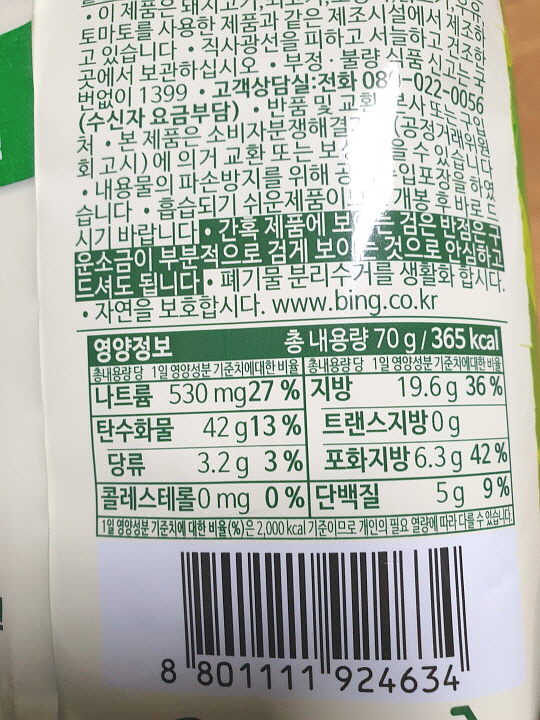 • 이 제품은 돼지고기,
토마토를 사용한 제품과 같은 제조시설에서 제조하
고 있습니다 • 직사광선을 피하고 서늘하고 건조한
곳에서 보관하십시오 • 부정·불량식품 신고는 국
번없이 1399 • 고객상담실:전화 080-022-0056
(수신자 요금부담) • 반품 및 교환 본사 또는 구입
처 • 본 제품은 소비자분쟁해결 (공정거래위원
회 고시)에 의거 교환 또는 보상 을 수 있습니다
• 내용물의 파손방지를 위해 입포장을 하였
습니다 • 흡습되기 쉬운 제품이 개봉 후 바로 드
시기 바랍니다 • 간혹 제품에 보이는 검은 반점은 구
운소금이 부분적으로 검게 보이는 것으로 안심하고
드셔도 됩니다 • 폐기물 분리수거를 생활화 합시다.
• 자연을 보호합시다. www.bing.co.kr
영양정보 총 내용량 70 g / 365 kcal
총내용량당 1일 영양성분 기준치에대한 비율 총내용량당 1일 영양성분 기준치에대한 비율
나트륨 530 mg 27 % 지방 19.6 g 36 %
탄수화물 42 g 13 % 트랜스지방 0 g
당류 3.2 g 3 % 포화지방 6.3 g 42 %
콜레스테롤 0 mg 0 % 단백질 5 g 9 %
1일 영양성분 기준치에 대한 비율(%)은 2,000 kcal 기준이므로 개인의 필요 열량에 따라 다를 수 있습니다.
8 801111 924634